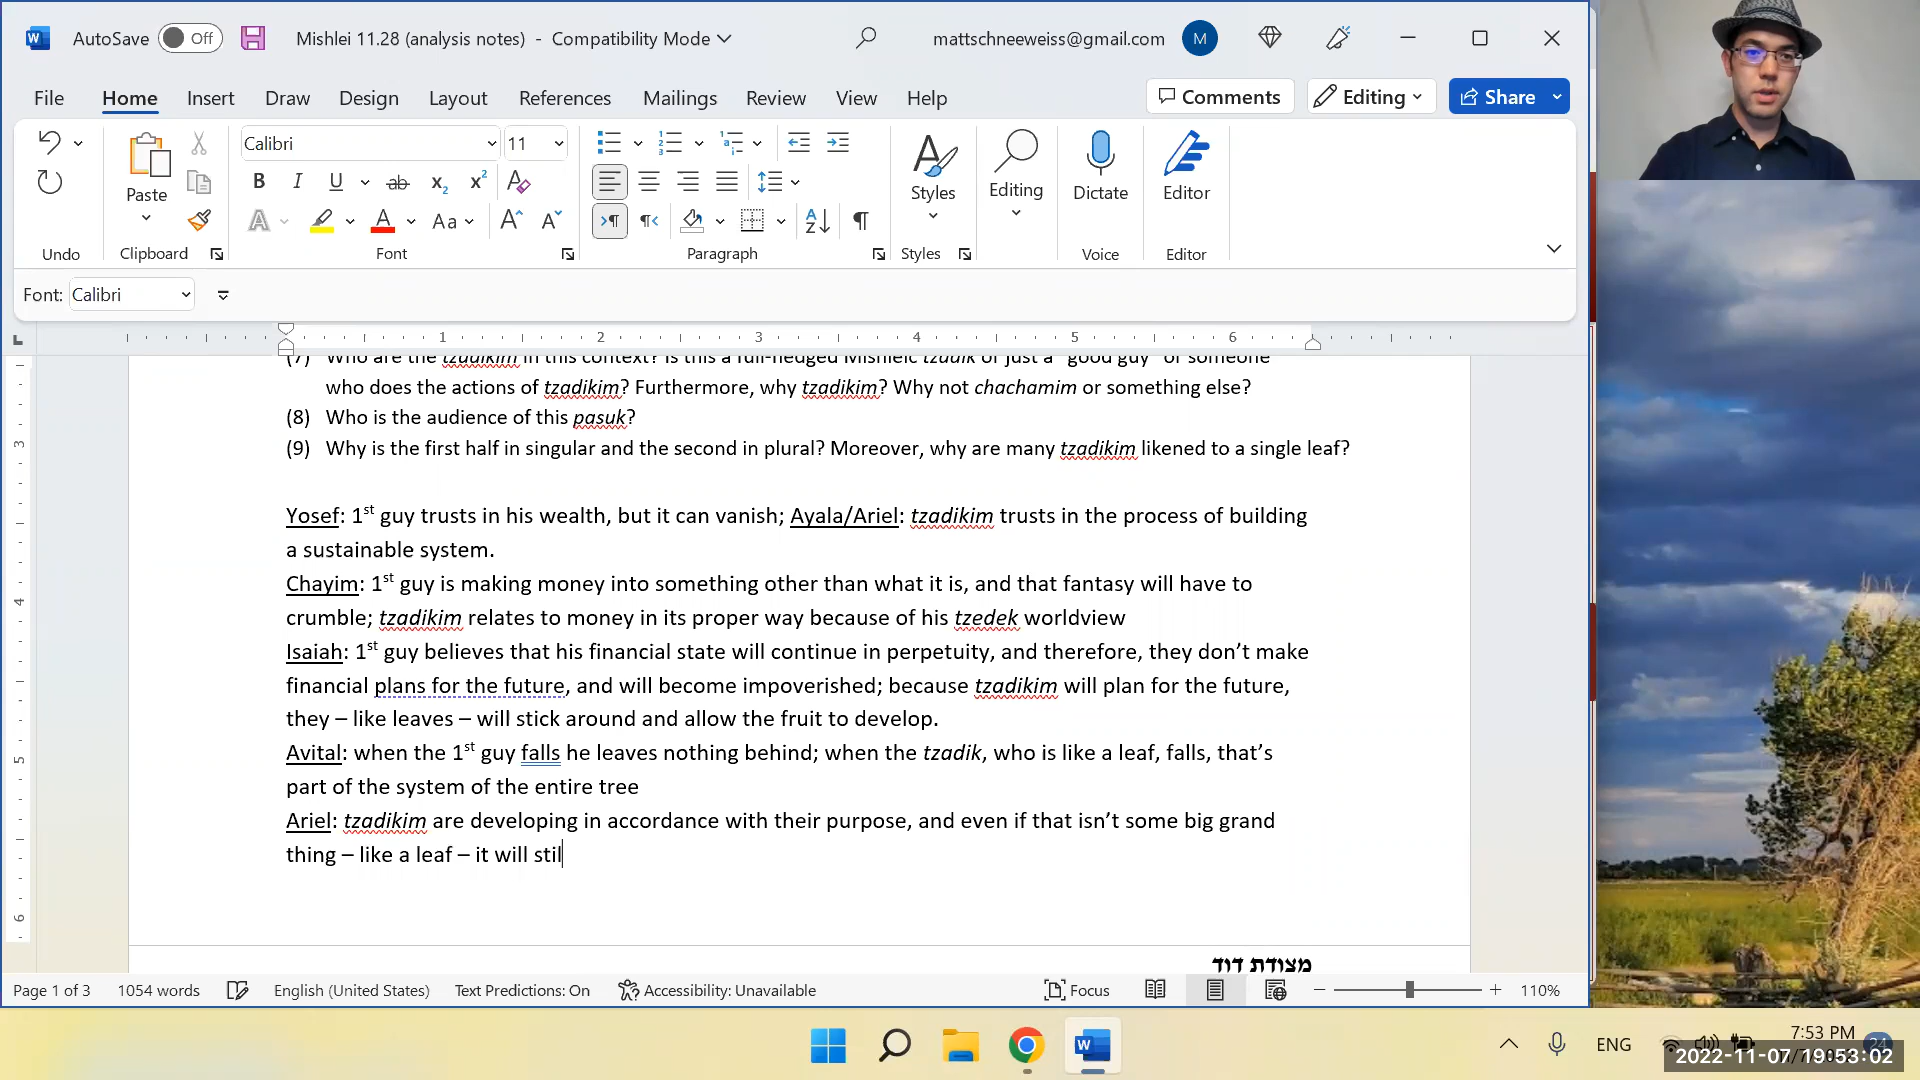 AutoSave Off Mishlei 11.28 (analysis notes) - Compatibility Mode mattschneeweiss@gmail.com M
File Home Insert Draw Design Layout References Mailings Review View Help Comments Editing Share
Calibri 11
Paste Styles Editing Dictate Editor
Undo Clipboard Font Paragraph Styles Voice Editor
Font: Calibri
1 2 3 4 5 6
(7) Who are the tzadikim in this context? Is this a full-fledged Mishleic tzadik or just a "good guy" or someone
who does the actions of tzadikim? Furthermore, why tzadikim? Why not chachamim or something else?
(8) Who is the audience of this pasuk?
(9) Why is the first half in singular and the second in plural? Moreover, why are many tzadikim likened to a single leaf?
Yosef: 1st guy trusts in his wealth, but it can vanish; Ayala/Ariel: tzadikim trusts in the process of building
a sustainable system.
Chayim: 1st guy is making money into something other than what it is, and that fantasy will have to
crumble; tzadikim relates to money in its proper way because of his tzedek worldview
Isaiah: 1st guy believes that his financial state will continue in perpetuity, and therefore, they don't make
financial plans for the future, and will become impoverished; because tzadikim will plan for the future,
they – like leaves – will stick around and allow the fruit to develop.
Avital: when the 1st guy falls he leaves nothing behind; when the tzadik, who is like a leaf, falls, that's
part of the system of the entire tree
Ariel: tzadikim are developing in accordance with their purpose, and even if that isn't some big grand
thing – like a leaf – it will stil
מצודת דוד
Page 1 of 3 1054 words English (United States) Text Predictions: On Accessibility: Unavailable Focus 110%
ENG 7:53 PM 24
2022-11-07 19:53:02